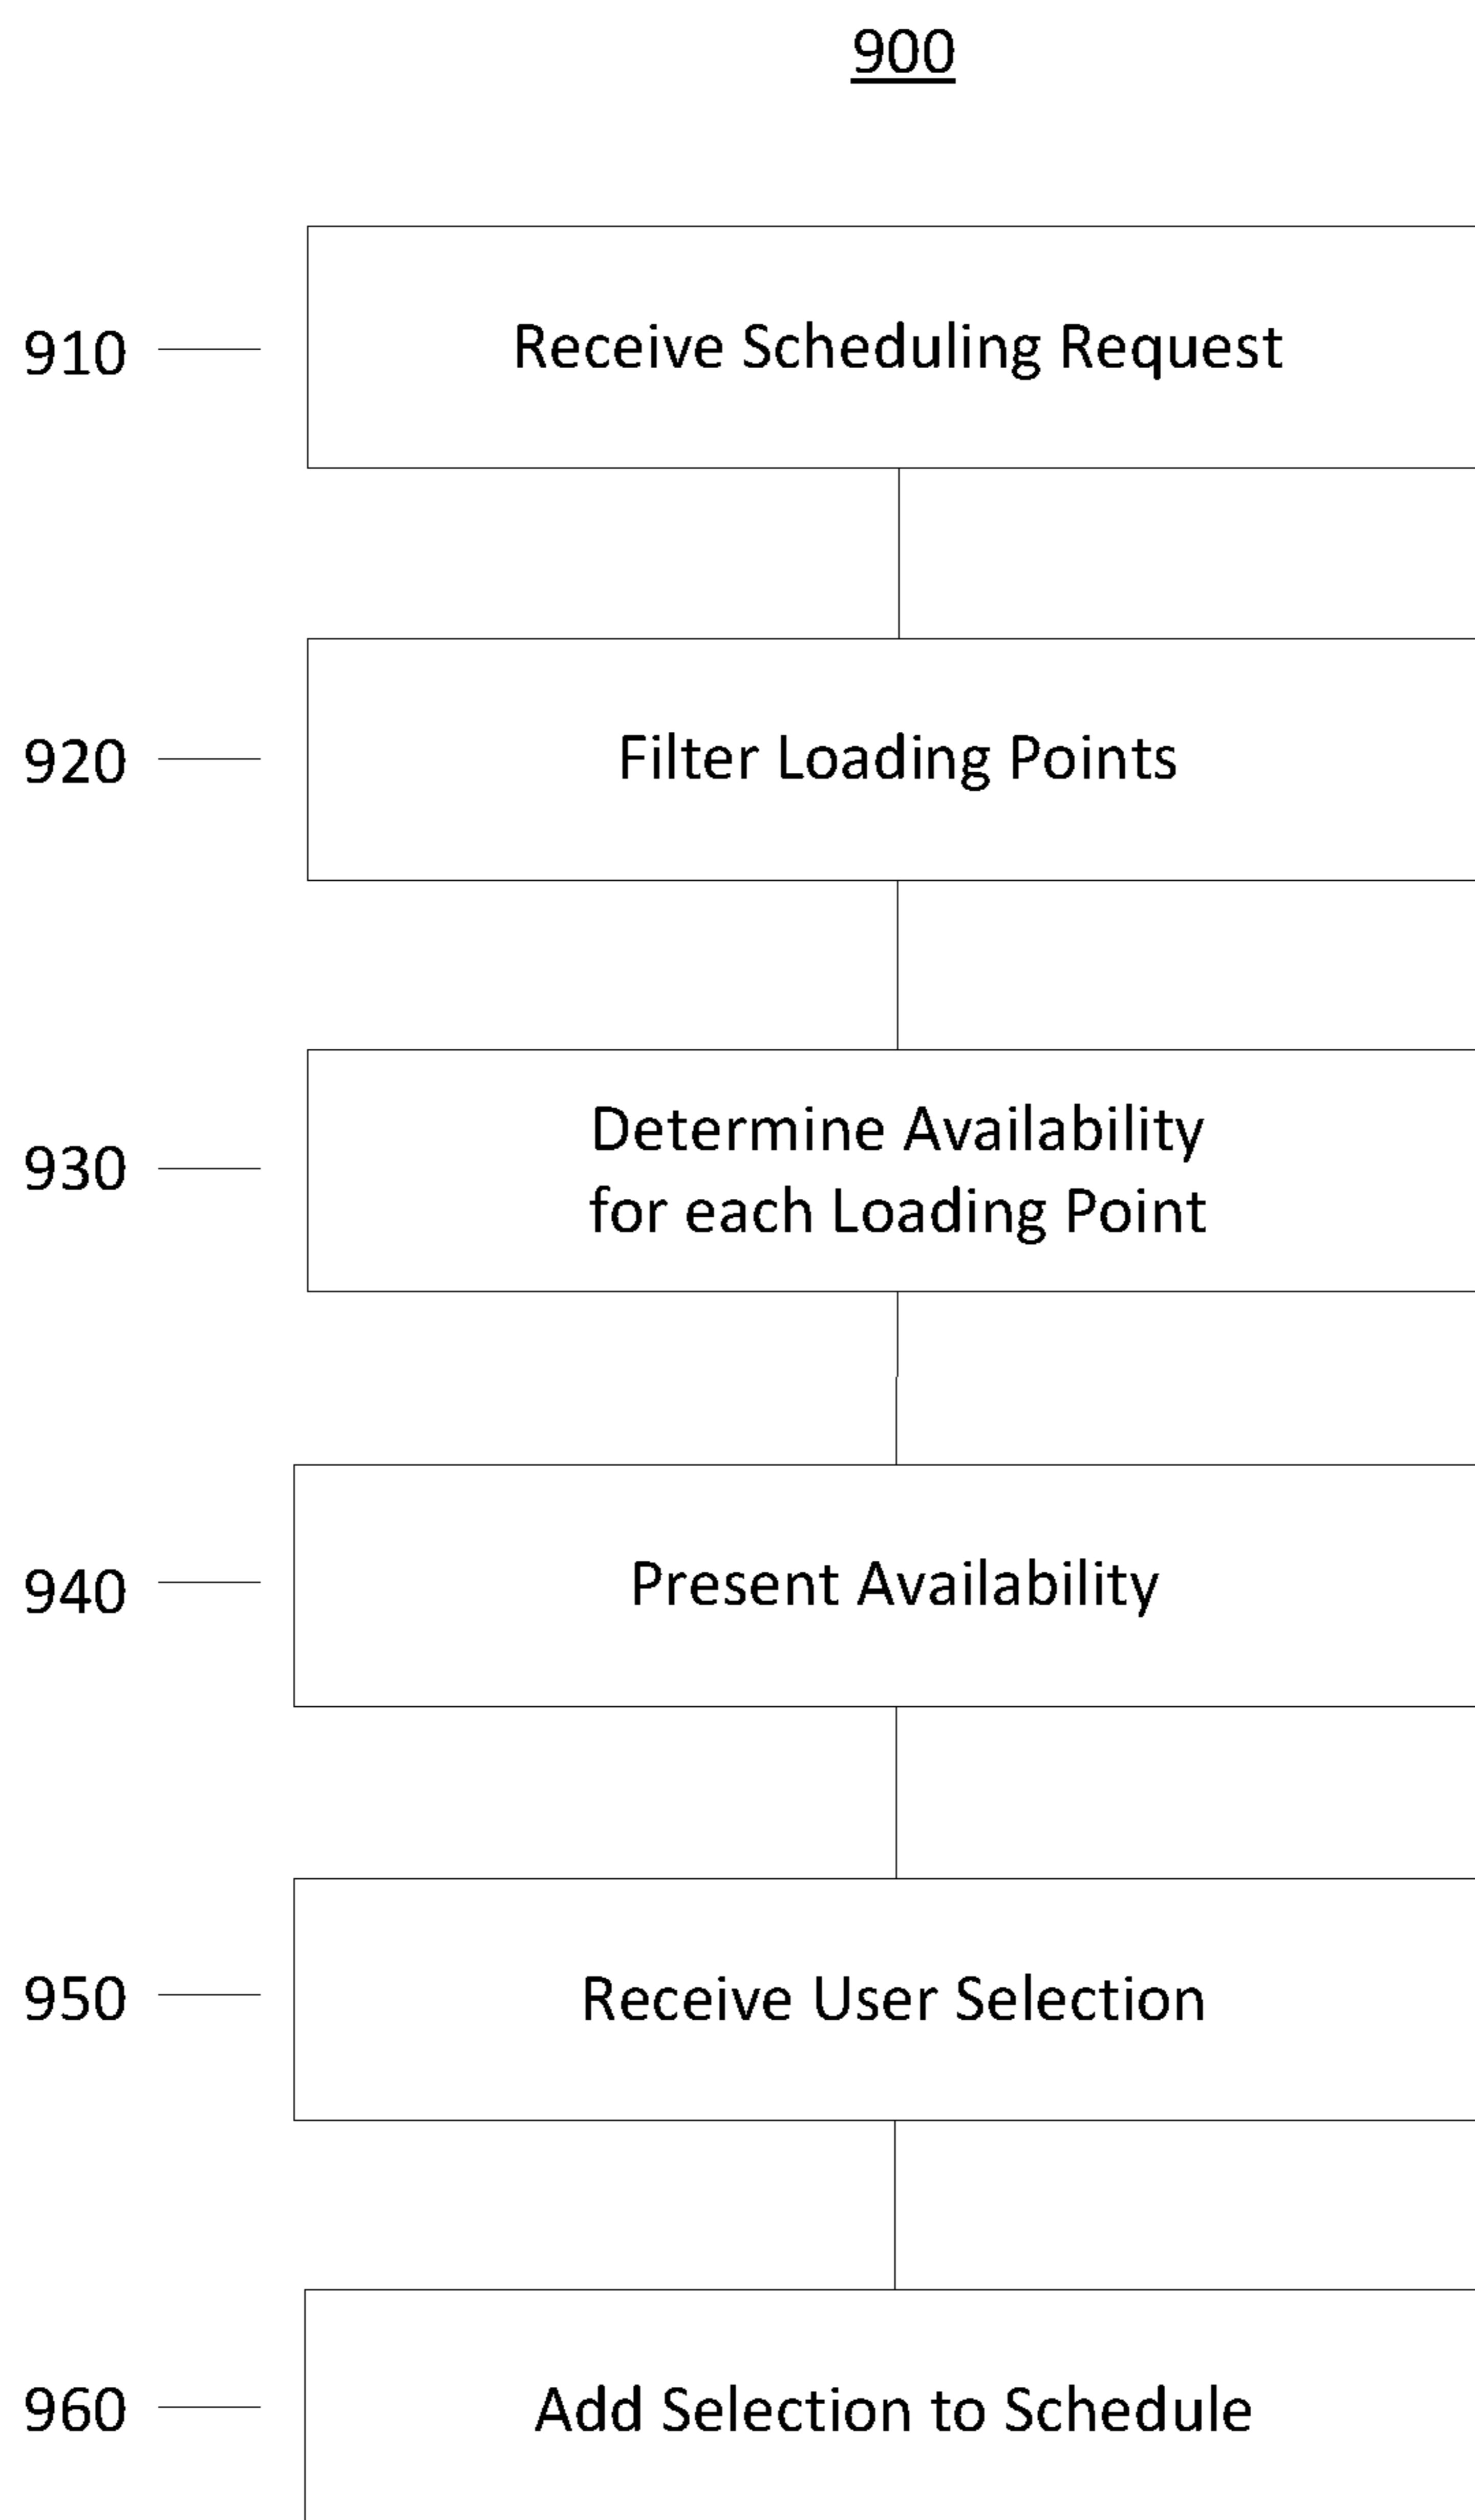 900
910
Receive Scheduling Request
920
Filter Loading Points
930
Determine Availability
for each Loading Point
940
Present Availability
950
Receive User Selection
960
Add Selection to Schedule